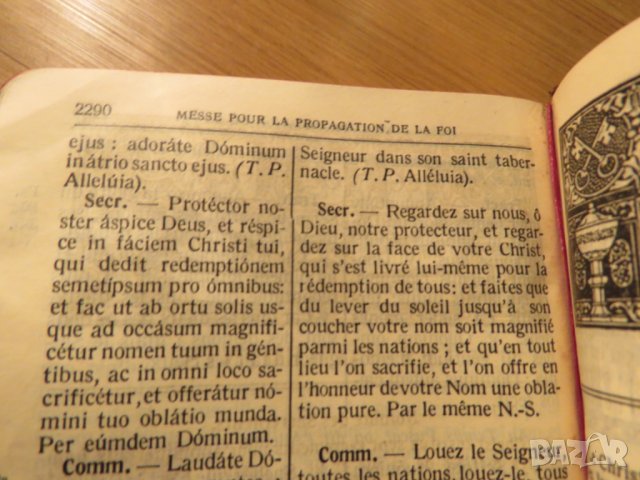 2290 MESSE POUR LA PROPAGATION DE LA FOI
ejus : adoráte Dóminum
in átrio sancto ejus. (T. P.
Allelúia).
Secr. — Protéctor no-
ster áspice Deus, et réspi-
ce in fáciem Christi tui,
qui dedit redemptiónem
semetípsum pro ómnibus:
et fac ut ab ortu solis us-
que ad occásum magnifi-
cétur nomen tuum in gén-
tibus, ac in omni loco sa-
crificétur, et offerátur nó-
mini tuo oblátio munda.
Per eúmdem Dóminum.
Comm. — Laudáte Dó-
Seigneur dans son saint taber-
nacle. (T. P. Alléluia).
Secr. — Regardez sur nous, ô
Dieu, notre protecteur, et regar-
dez sur la face de votre Christ,
qui s'est livré lui-même pour la
rédemption de tous: et faites que
du lever du soleil jusqu'à son
coucher votre nom soit magnifié
parmi les nations ; et qu'en tout
lieu l'on sacrifie, et l'on offre en
l'honneur de votre Nom une obla-
tion pure. Par le même N.-S.
Comm. — Louez le Seigneur
toutes les nations, louez-le, tous
bazar